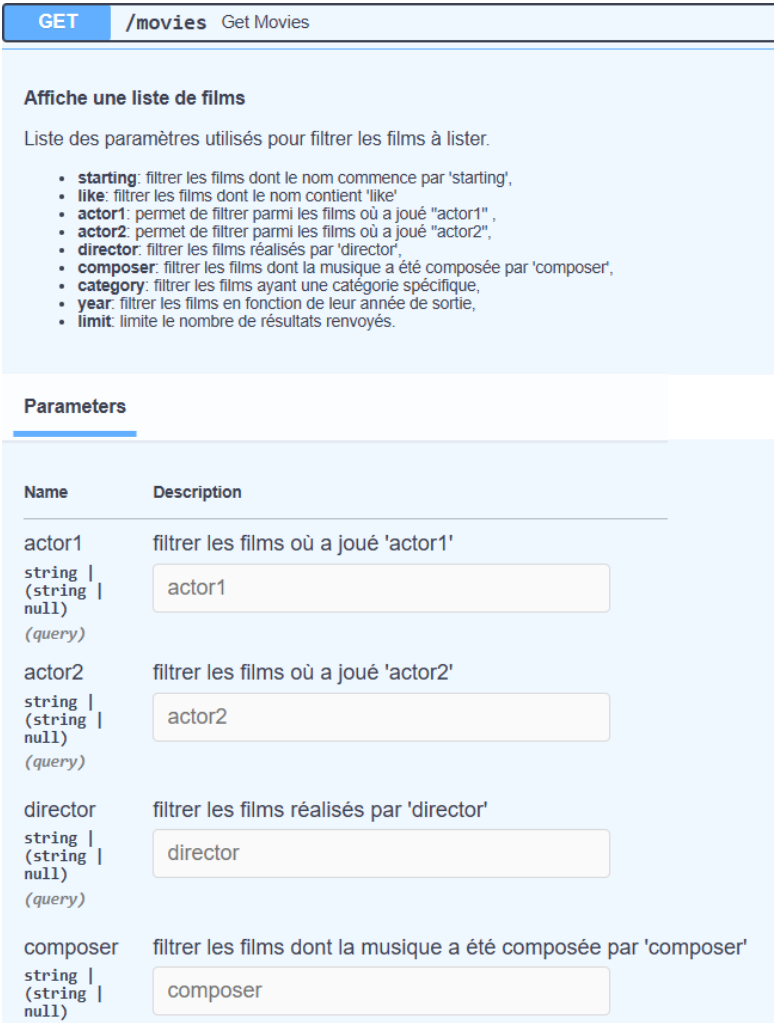 GET /movies Get Movies
Affiche une liste de films
Liste des paramètres utilisés pour filtrer les films à lister.
• starting: filtrer les films dont le nom commence par 'starting',
• like: filtrer les films dont le nom contient 'like'
• actor1: permet de filtrer parmi les films où a joué "actor1" ,
• actor2: permet de filtrer parmi les films où a joué "actor2",
• director: filtrer les films réalisés par 'director',
• composer: filtrer les films dont la musique a été composée par 'composer',
• category: filtrer les films ayant une catégorie spécifique,
• year: filtrer les films en fonction de leur année de sortie,
• limit: limite le nombre de résultats renvoyés.
Parameters
Name Description
actor1 filtrer les films où a joué 'actor1'
string |
(string |
null)
(query)
actor1
actor2 filtrer les films où a joué 'actor2'
string |
(string |
null)
(query)
actor2
director filtrer les films réalisés par 'director'
string |
(string |
null)
(query)
director
composer filtrer les films dont la musique a été composée par 'composer'
string |
(string |
null)
composer